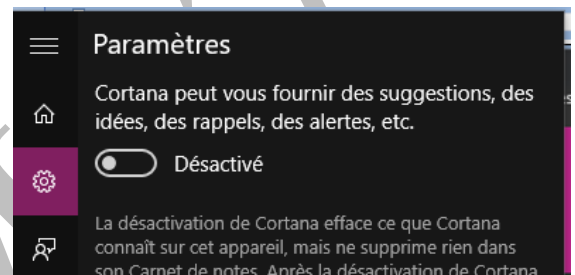 Paramètres
Cortana peut vous fournir des suggestions, des
idées, des rappels, des alertes, etc.
Désactivé
La désactivation de Cortana efface ce que Cortana
connaît sur cet appareil, mais ne supprime rien dans
son Carnet de notes. Après la désactivation de Cortana